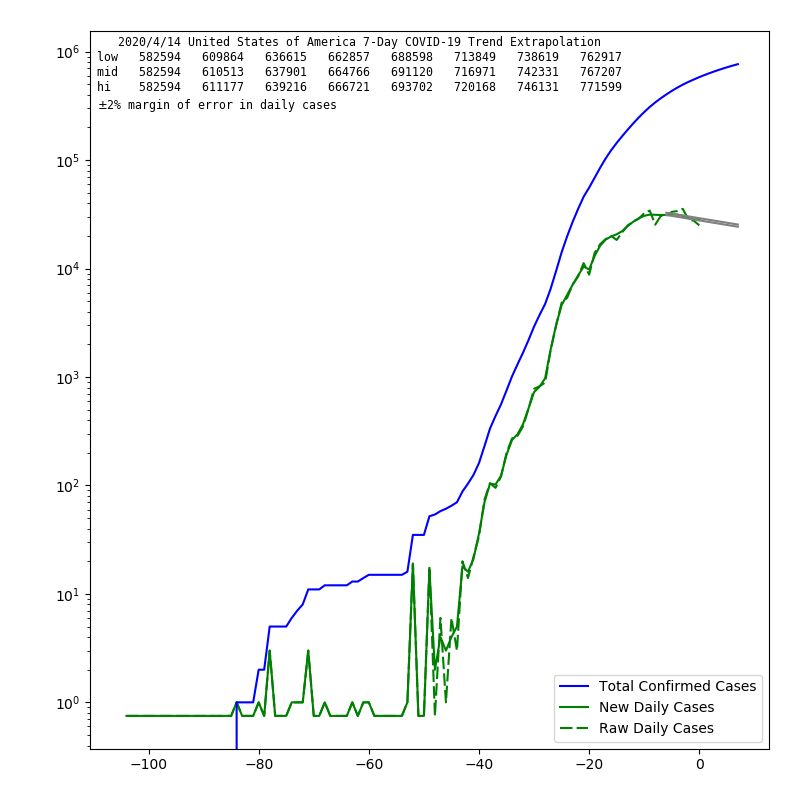 2020/4/14 United States of America 7-Day COVID-19 Trend Extrapolation
low 582594 609864 636615 662857 688598 713849 738619 762917
mid 582594 610513 637901 664766 691120 716971 742331 767207
hi 582594 611177 639216 666721 693702 720168 746131 771599
±2% margin of error in daily cases
10⁶
10⁵
10⁴
10³
10²
10¹
10⁰
Total Confirmed Cases
New Daily Cases
Raw Daily Cases
−100 −80 −60 −40 −20 0